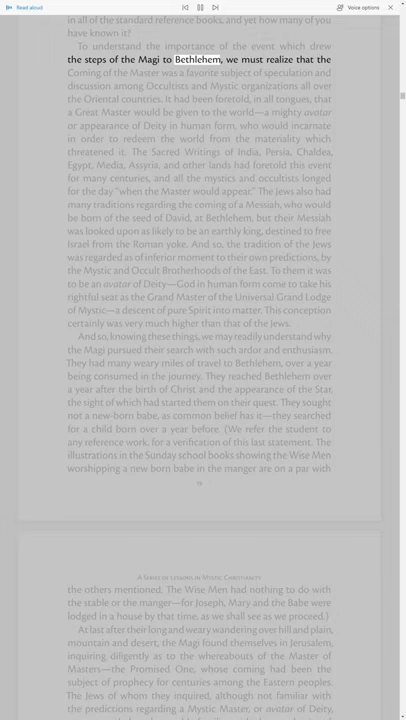 Read aloud
Voice options
in all of the standard reference books, and yet how many of you
have known it?
To understand the importance of the event which drew
the steps of the Magi to Bethlehem, we must realize that the
Coming of the Master was a favorite subject of speculation and
discussion among Occultists and Mystic organizations all over
the Oriental countries. It had been foretold, in all tongues, that
a Great Master would be given to the world—a mighty avatar
or appearance of Deity in human form, who would incarnate
in order to redeem the world from the materiality which
threatened it. The Sacred Writings of India, Persia, Chaldea,
Egypt, Media, Assyria, and other lands had foretold this event
for many centuries, and all the mystics and occultists longed
for the day “when the Master would appear.” The Jews also had
many traditions regarding the coming of a Messiah, who would
be born of the seed of David, at Bethlehem, but their Messiah
was looked upon as likely to be an earthly king, destined to free
Israel from the Roman yoke. And so, the tradition of the Jews
was regarded as of inferior moment to their own predictions, by
the Mystic and Occult Brotherhoods of the East. To them it was
to be an avatar of Deity—God in human form come to take his
rightful seat as the Grand Master of the Universal Grand Lodge
of Mystic—a descent of pure Spirit into matter. This conception
certainly was very much higher than that of the Jews.
And so, knowing these things, we may readily understand why
the Magi pursued their search with such ardor and enthusiasm.
They had many weary miles of travel to Bethlehem, over a year
being consumed in the journey. They reached Bethlehem over
a year after the birth of Christ and the appearance of the Star,
the sight of which had started them on their quest. They sought
not a new-born babe, as common belief has it—they searched
for a child born over a year before. (We refer the student to
any reference work, for a verification of this last statement. The
illustrations in the Sunday school books showing the Wise Men
worshipping a new born babe in the manger are on a par with
A Series of lessons, in Mystic Christianity
the others mentioned. The Wise Men had nothing to do with
the stable or the manger—for Joseph, Mary and the Babe were
lodged in a house by that time, as we shall see as we proceed.)
At last after their long and weary wandering over hill and plain,
mountain and desert, the Magi found themselves in Jerusalem,
inquiring diligently as to the whereabouts of the Master of
Masters—the Promised One, whose coming had been the
subject of prophecy for centuries among the Eastern peoples.
The Jews of whom they inquired, although not familiar with
the predictions regarding a Mystic Master, or avatar of Deity,